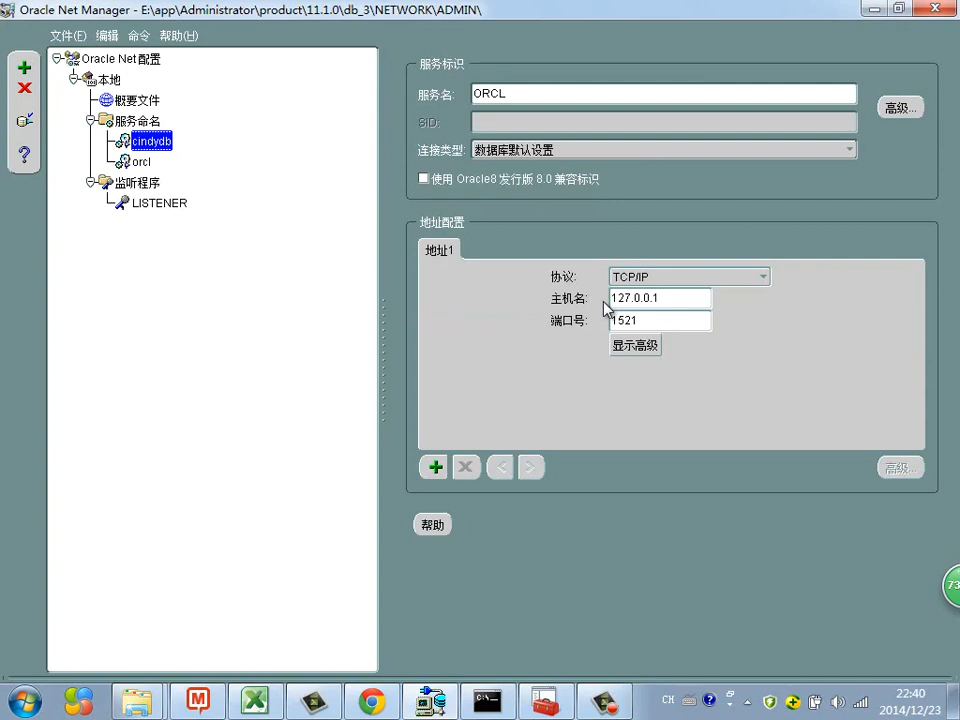 Oracle Net Manager - E:\app\Administrator\product\11.1.0\db_3\NETWORK\ADMIN\
文件(F) 编辑 命令 帮助(H)
Oracle Net 配置
本地
概要文件
服务命名
cindydb
orcl
监听程序
LISTENER
服务标识
服务名: ORCL
高级...
SID:
连接类型: 数据库默认设置
使用 Oracle8 发行版 8.0 兼容标识
地址配置
地址1
协议: TCP/IP
主机名: 127.0.0.1
端口号: 1521
显示高级
高级...
帮助
73
CH
22:40
2014/12/23